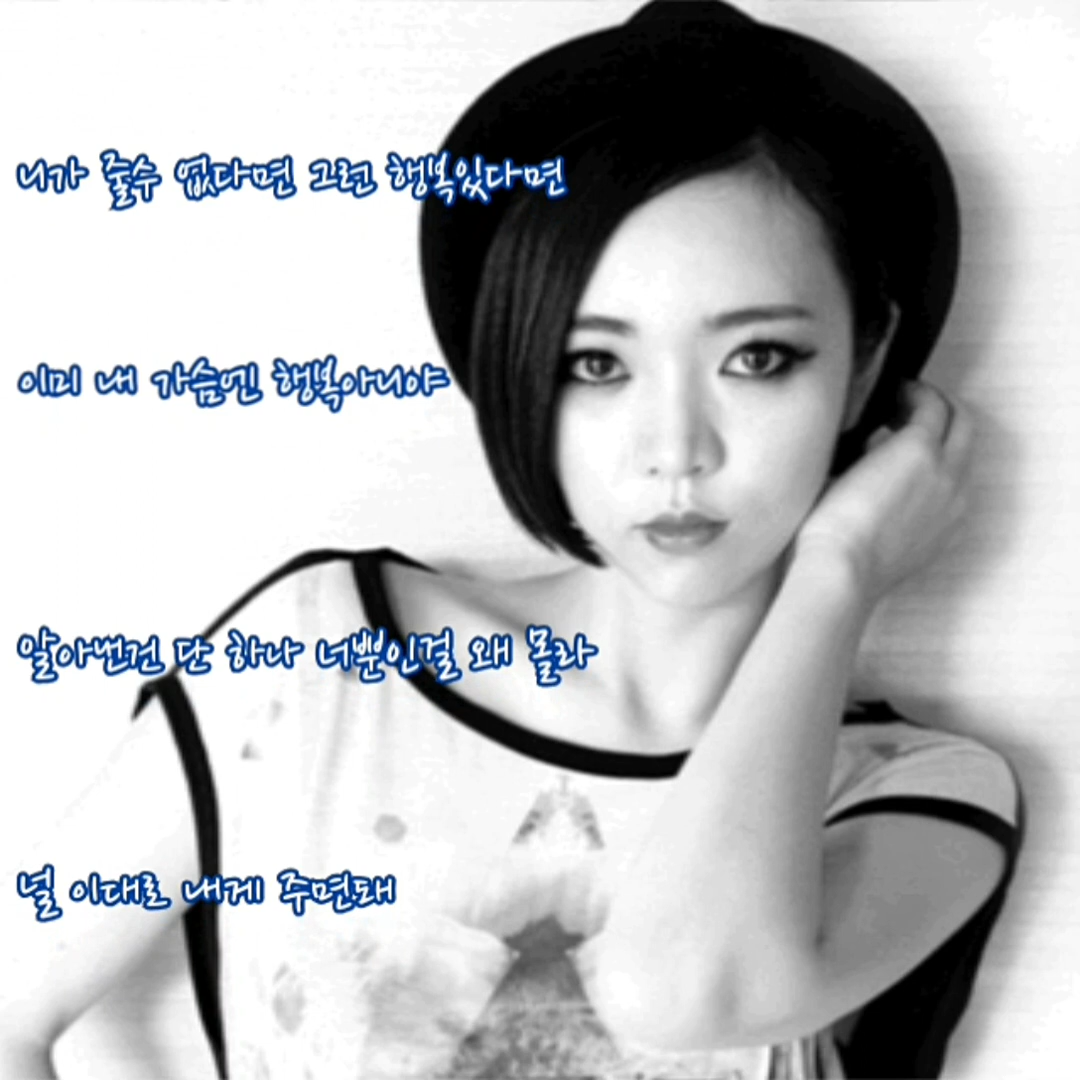 니가 줄수 없다면 그런 행복있다면
이미 내 가슴엔 행복아니야
알아낸건 단 하나 너뿐인걸 왜 몰라
널 이대로 내게 주면돼